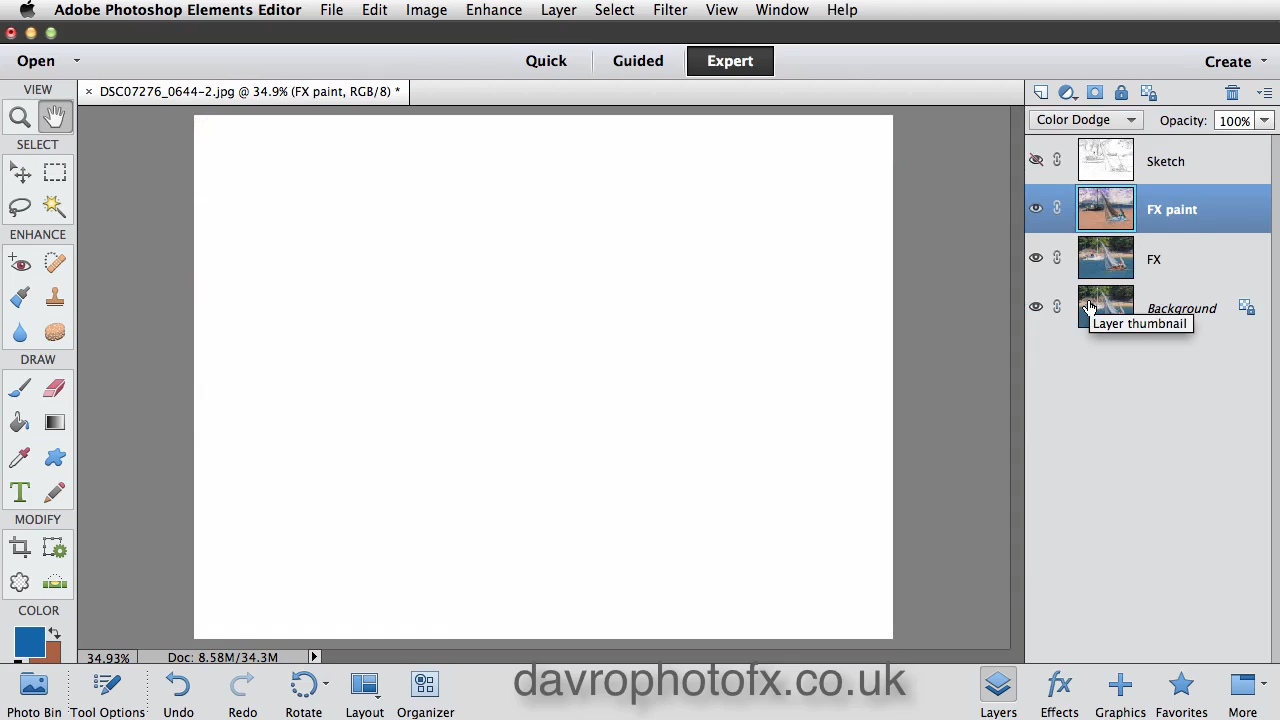 Adobe Photoshop Elements Editor File Edit Image Enhance Layer Select Filter View Window Help
Open Quick Guided Expert Create
VIEW
× DSC07276_0644-2.jpg @ 34.9% (FX paint, RGB/8) *
Color Dodge Opacity: 100%
SELECT
Sketch
FX paint
ENHANCE
FX
Background
Layer thumbnail
DRAW
T
MODIFY
COLOR
34.93% Doc: 8.58M/34.3M
davrophotofx.co.uk
fx
Photo Bin Tool Options Undo Redo Rotate Layout Organizer Layers Effects Graphics Favorites More